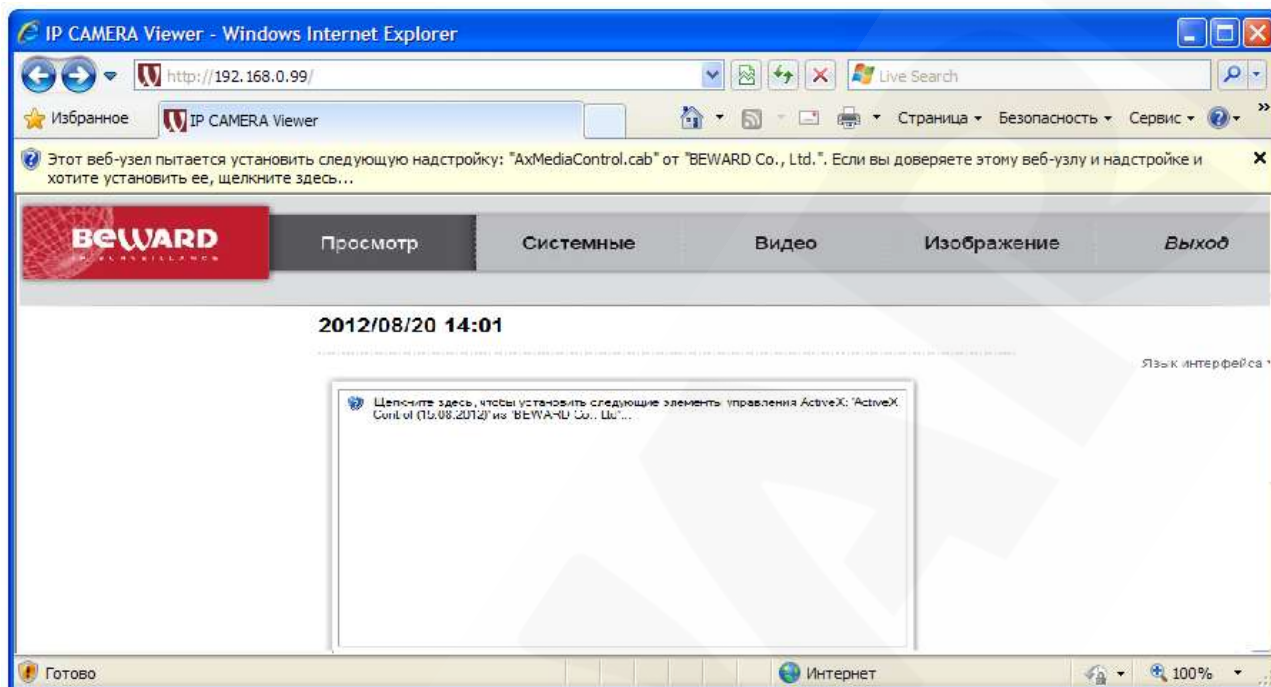 IP CAMERA Viewer - Windows Internet Explorer
http://192.168.0.99/
Live Search
Избранное
IP CAMERA Viewer
Страница
Безопасность
Сервис
Этот веб-узел пытается установить следующую надстройку: "AxMediaControl.cab" от "BEWARD Co., Ltd.". Если вы доверяете этому веб-узлу и надстройке и
хотите установить ее, щелкните здесь...
BEWARD
IP SURVEILLANCE
Просмотр
Системные
Видео
Изображение
Выход
2012/08/20 14:01
Язык интерфейса
Щелкните здесь, чтобы установить следующие элементы управления ActiveX: 'ActiveX
Control (15.08.2012)' из 'BEWARD Co., Ltd'...
Готово
Интернет
100%